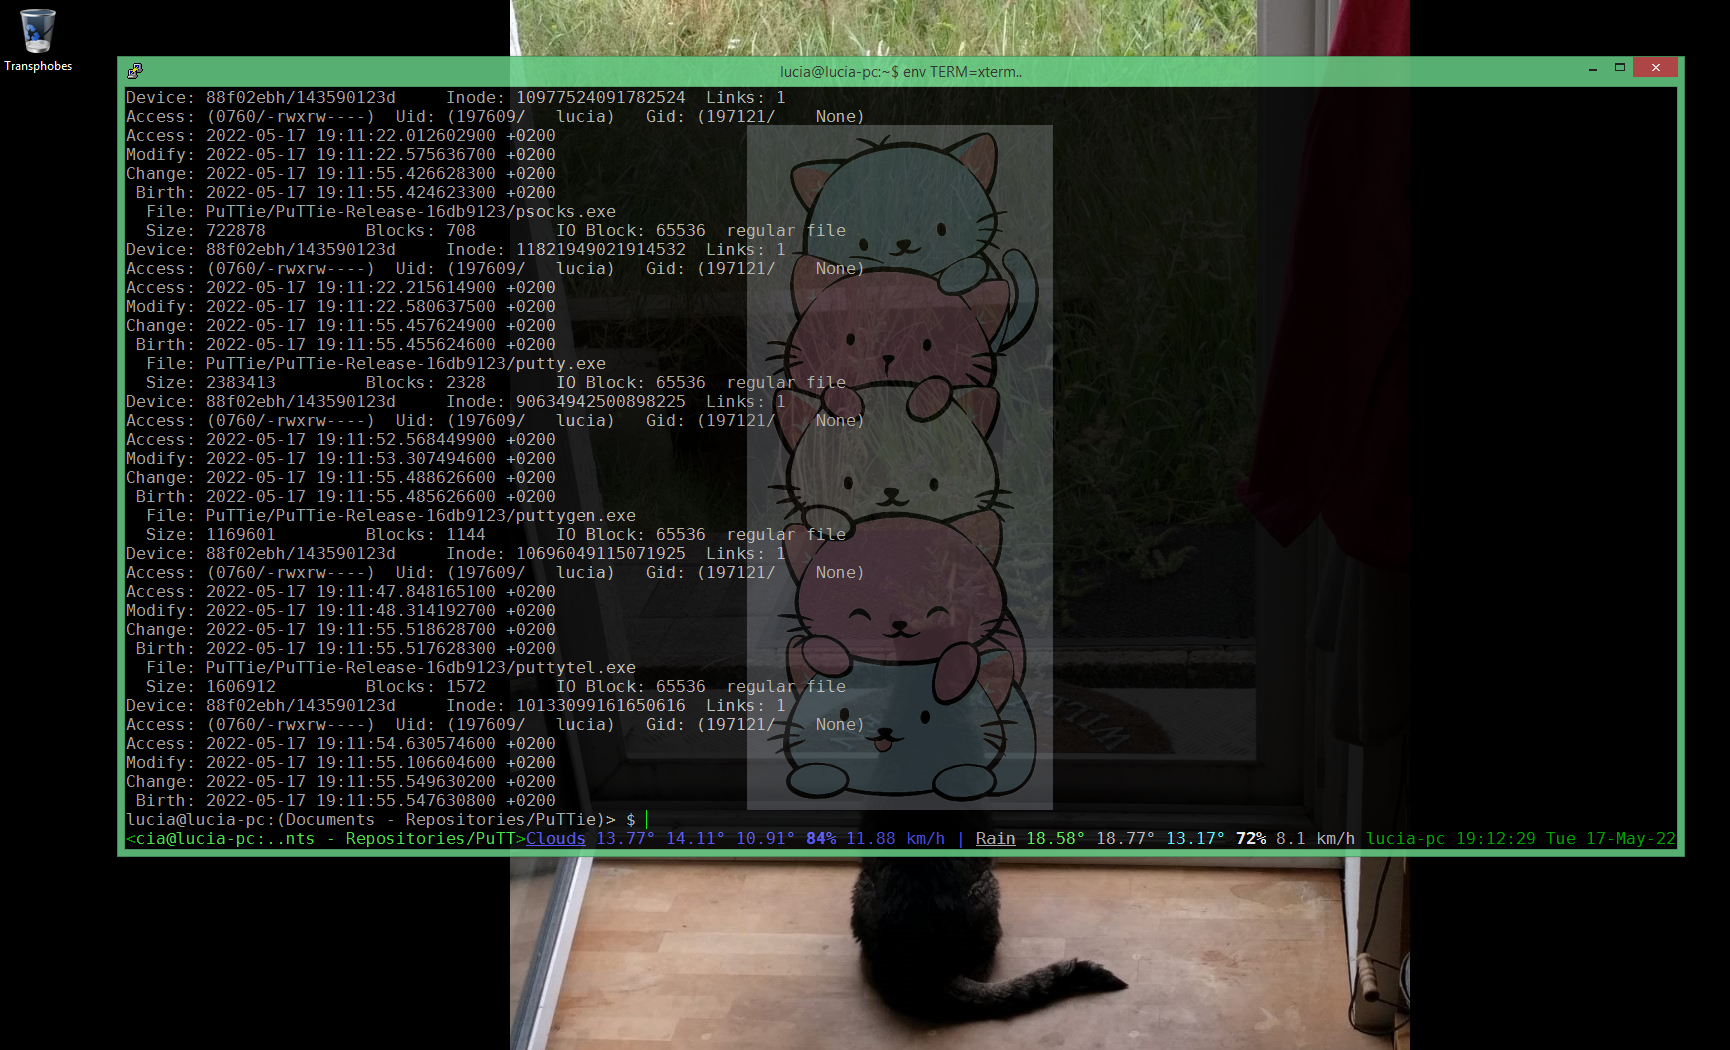 Transphobes
lucia@lucia-pc:~$ env TERM=xterm..
Device: 88f02ebh/143590123d     Inode: 10977524091782524  Links: 1
Access: (0760/-rwxrw----)  Uid: (197609/   lucia)   Gid: (197121/    None)
Access: 2022-05-17 19:11:22.012602900 +0200
Modify: 2022-05-17 19:11:22.575636700 +0200
Change: 2022-05-17 19:11:55.426628300 +0200
 Birth: 2022-05-17 19:11:55.424623300 +0200
  File: PuTTie/PuTTie-Release-16db9123/psocks.exe
  Size: 722878          Blocks: 708        IO Block: 65536  regular file
Device: 88f02ebh/143590123d     Inode: 11821949021914532  Links: 1
Access: (0760/-rwxrw----)  Uid: (197609/   lucia)   Gid: (197121/    None)
Access: 2022-05-17 19:11:22.215614900 +0200
Modify: 2022-05-17 19:11:22.580637500 +0200
Change: 2022-05-17 19:11:55.457624900 +0200
 Birth: 2022-05-17 19:11:55.455624600 +0200
  File: PuTTie/PuTTie-Release-16db9123/putty.exe
  Size: 2383413         Blocks: 2328       IO Block: 65536  regular file
Device: 88f02ebh/143590123d     Inode: 90634942500898225  Links: 1
Access: (0760/-rwxrw----)  Uid: (197609/   lucia)   Gid: (197121/    None)
Access: 2022-05-17 19:11:52.568449900 +0200
Modify: 2022-05-17 19:11:53.307494600 +0200
Change: 2022-05-17 19:11:55.488626600 +0200
 Birth: 2022-05-17 19:11:55.485626600 +0200
  File: PuTTie/PuTTie-Release-16db9123/puttygen.exe
  Size: 1169601         Blocks: 1144       IO Block: 65536  regular file
Device: 88f02ebh/143590123d     Inode: 10696049115071925  Links: 1
Access: (0760/-rwxrw----)  Uid: (197609/   lucia)   Gid: (197121/    None)
Access: 2022-05-17 19:11:47.848165100 +0200
Modify: 2022-05-17 19:11:48.314192700 +0200
Change: 2022-05-17 19:11:55.518628700 +0200
 Birth: 2022-05-17 19:11:55.517628300 +0200
  File: PuTTie/PuTTie-Release-16db9123/puttytel.exe
  Size: 1606912         Blocks: 1572       IO Block: 65536  regular file
Device: 88f02ebh/143590123d     Inode: 10133099161650616  Links: 1
Access: (0760/-rwxrw----)  Uid: (197609/   lucia)   Gid: (197121/    None)
Access: 2022-05-17 19:11:54.630574600 +0200
Modify: 2022-05-17 19:11:55.106604600 +0200
Change: 2022-05-17 19:11:55.549630200 +0200
 Birth: 2022-05-17 19:11:55.547630800 +0200
lucia@lucia-pc:(Documents - Repositories/PuTTie)> $
<cia@lucia-pc:..nts - Repositories/PuTT>Clouds 13.77° 14.11° 10.91° 84% 11.88 km/h | Rain 18.58° 18.77° 13.17° 72% 8.1 km/h lucia-pc 19:12:29 Tue 17-May-22